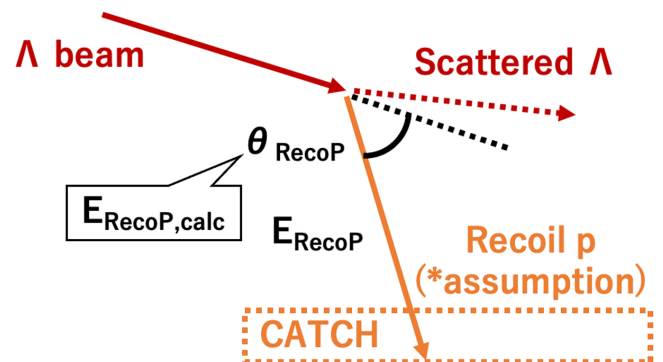 Λ beam
Scattered Λ
θ RecoP
E RecoP,calc
E RecoP
Recoil p
(*assumption)
CATCH